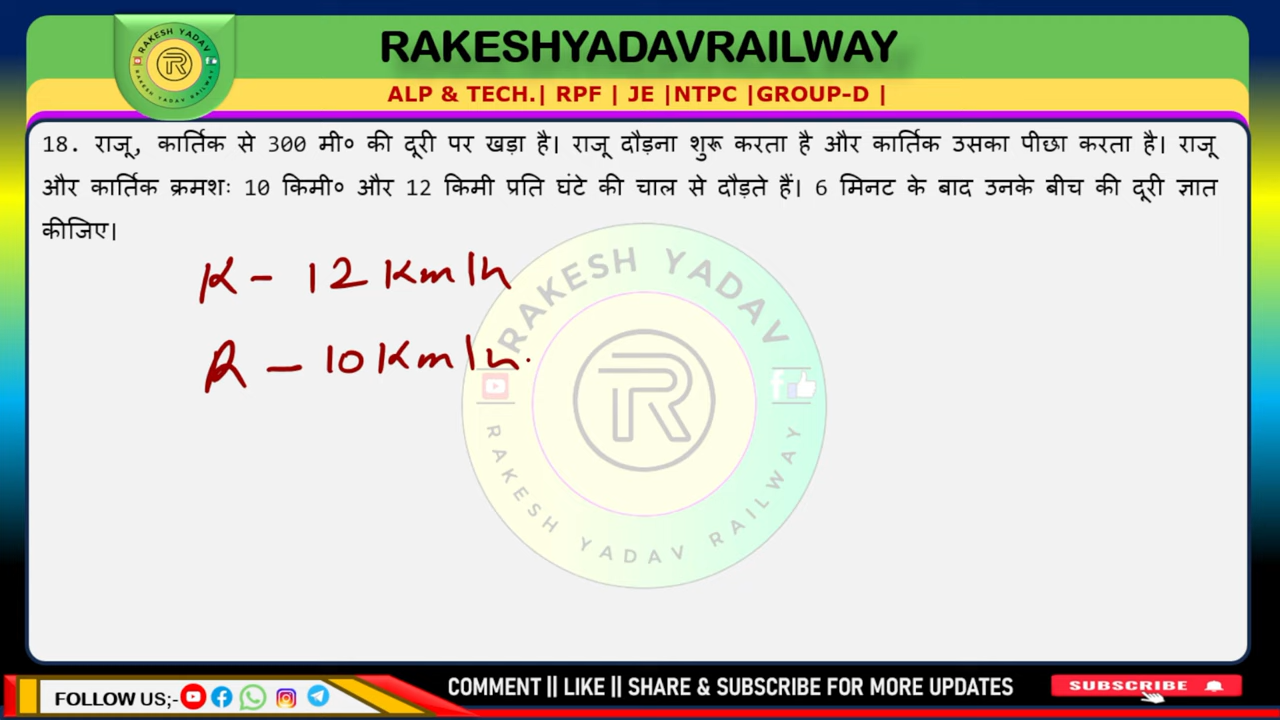 RAKESH YADAV
R
RAKESH YADAV RAILWAY
RAKESHYADAVRAILWAY
ALP & TECH.| RPF | JE |NTPC |GROUP-D |
18. राजू, कार्तिक से 300 मी० की दूरी पर खड़ा है। राजू दौड़ना शुरू करता है और कार्तिक उसका पीछा करता है। राजू
और कार्तिक क्रमशः 10 किमी० और 12 किमी प्रति घंटे की चाल से दौड़ते हैं। 6 मिनट के बाद उनके बीच की दूरी ज्ञात
कीजिए।
K - 12 Km/h
R - 10 Km/h.
RAKESH YADAV
R
f
RAKESH YADAV RAILWAY
FOLLOW US;-
COMMENT || LIKE || SHARE & SUBSCRIBE FOR MORE UPDATES
SUBSCRIBE